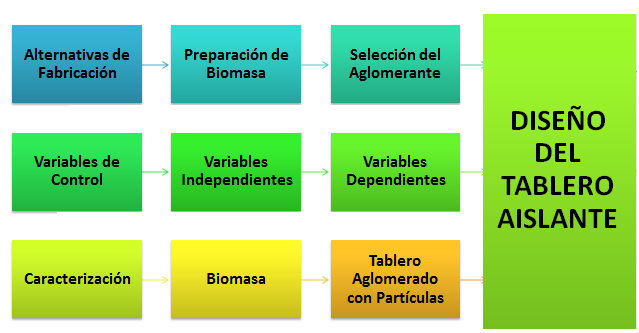 Alternativas de
Fabricación
Preparación de
Biomasa
Selección del
Aglomerante
Variables de
Control
Variables
Independientes
Variables
Dependientes
Caracterización
Biomasa
Tablero
Aglomerado
con Partículas
DISEÑO
DEL
TABLERO
AISLANTE